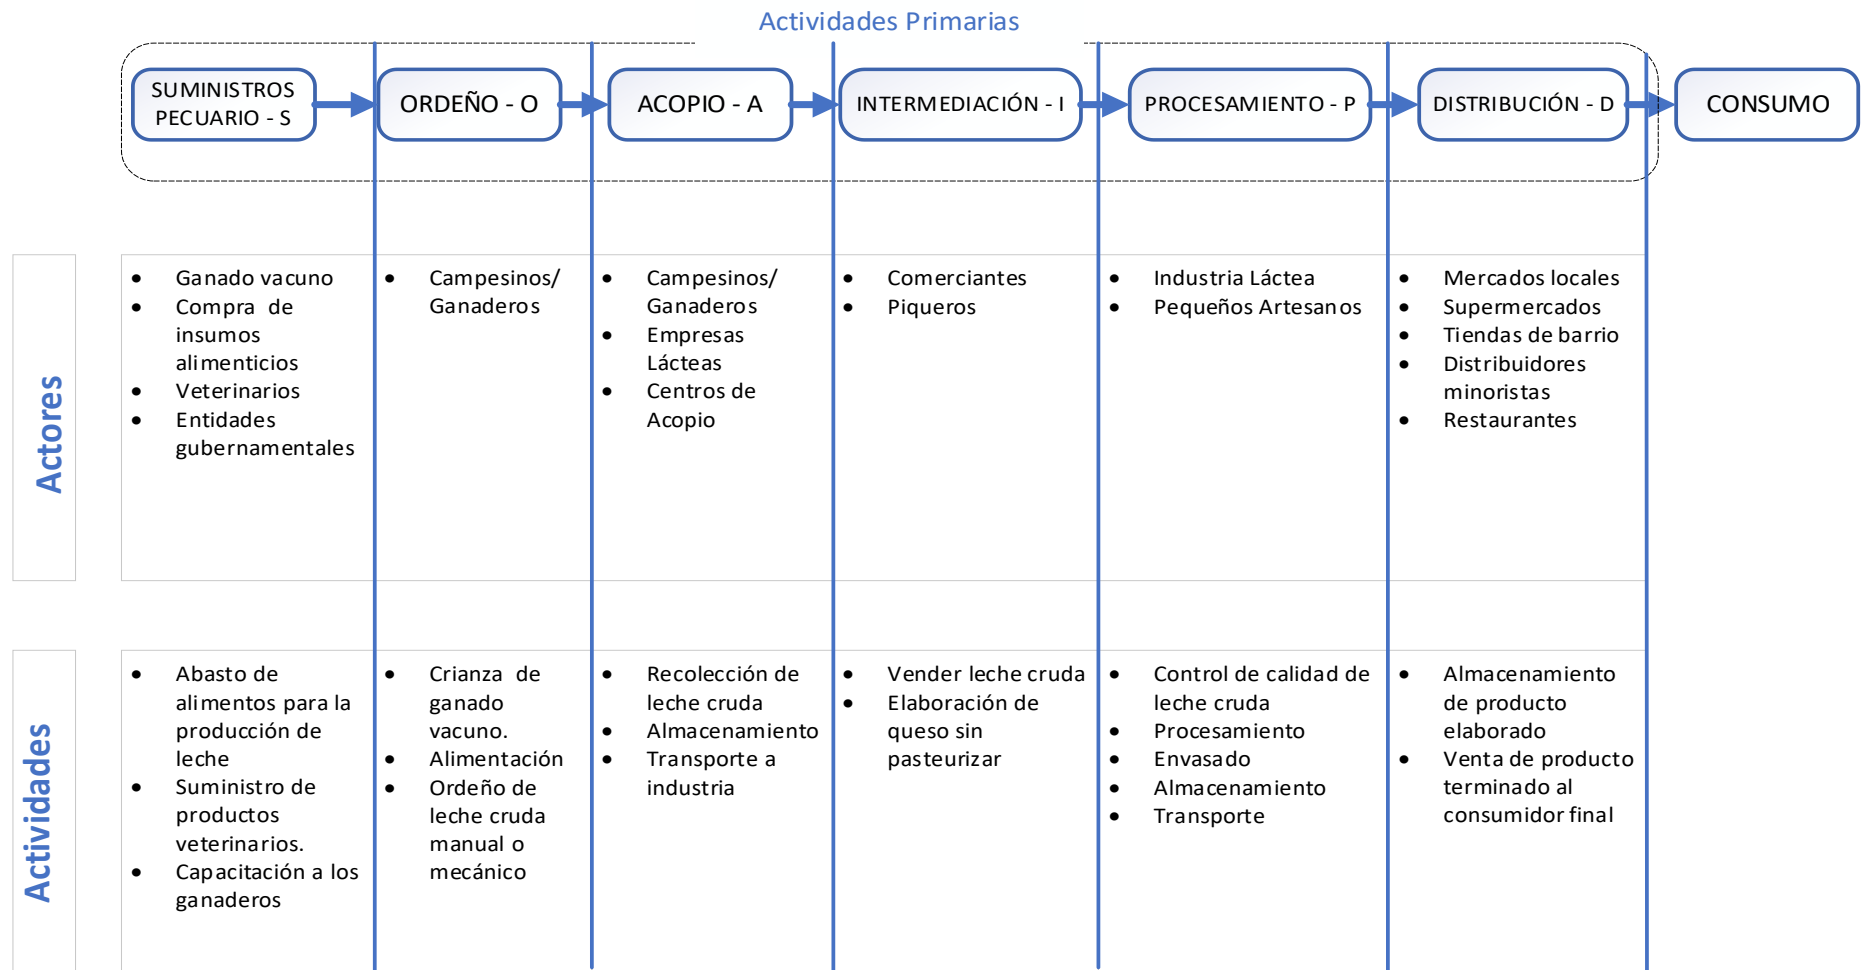 Actividades Primarias
SUMINISTROS
PECUARIO - S
ORDEÑO - O
ACOPIO - A
INTERMEDIACIÓN - I
PROCESAMIENTO - P
DISTRIBUCIÓN - D
CONSUMO
Actores
• Ganado vacuno
• Compra de
insumos
alimenticios
• Veterinarios
• Entidades
gubernamentales
• Campesinos/
Ganaderos
• Campesinos/
Ganaderos
• Empresas
Lácteas
• Centros de
Acopio
• Comerciantes
• Piqueros
• Industria Láctea
• Pequeños Artesanos
• Mercados locales
• Supermercados
• Tiendas de barrio
• Distribuidores
minoristas
• Restaurantes
Actividades
• Abasto de
alimentos para la
producción de
leche
• Suministro de
productos
veterinarios.
• Capacitación a los
ganaderos
• Crianza de
ganado
vacuno.
• Alimentación
• Ordeño de
leche cruda
manual o
mecánico
• Recolección de
leche cruda
• Almacenamiento
• Transporte a
industria
• Vender leche cruda
• Elaboración de
queso sin
pasteurizar
• Control de calidad de
leche cruda
• Procesamiento
• Envasado
• Almacenamiento
• Transporte
• Almacenamiento
de producto
elaborado
• Venta de producto
terminado al
consumidor final